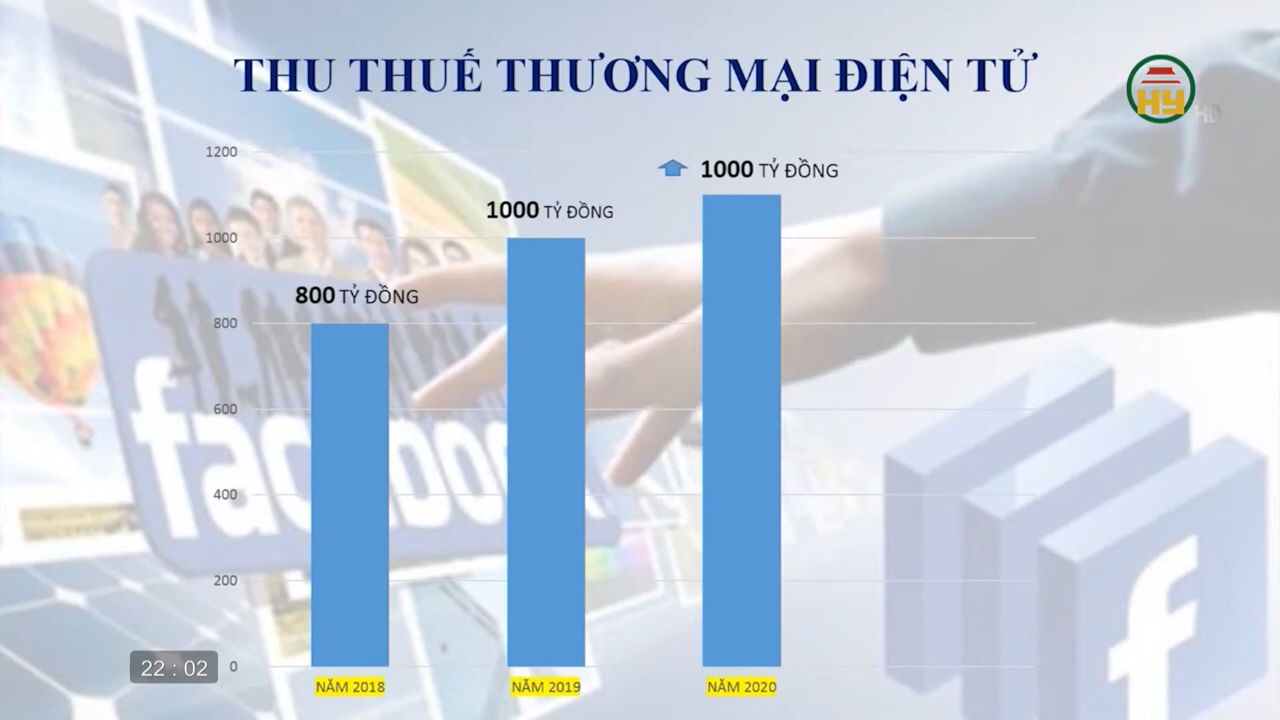 THU THUẾ THƯƠNG MẠI ĐIỆN TỬ
HY
HD
1200
1000 TỶ ĐỒNG
1000 TỶ ĐỒNG
1000
800 TỶ ĐỒNG
800
600
facebook
400
200
f
22 : 02
0
NĂM 2018
NĂM 2019
NĂM 2020